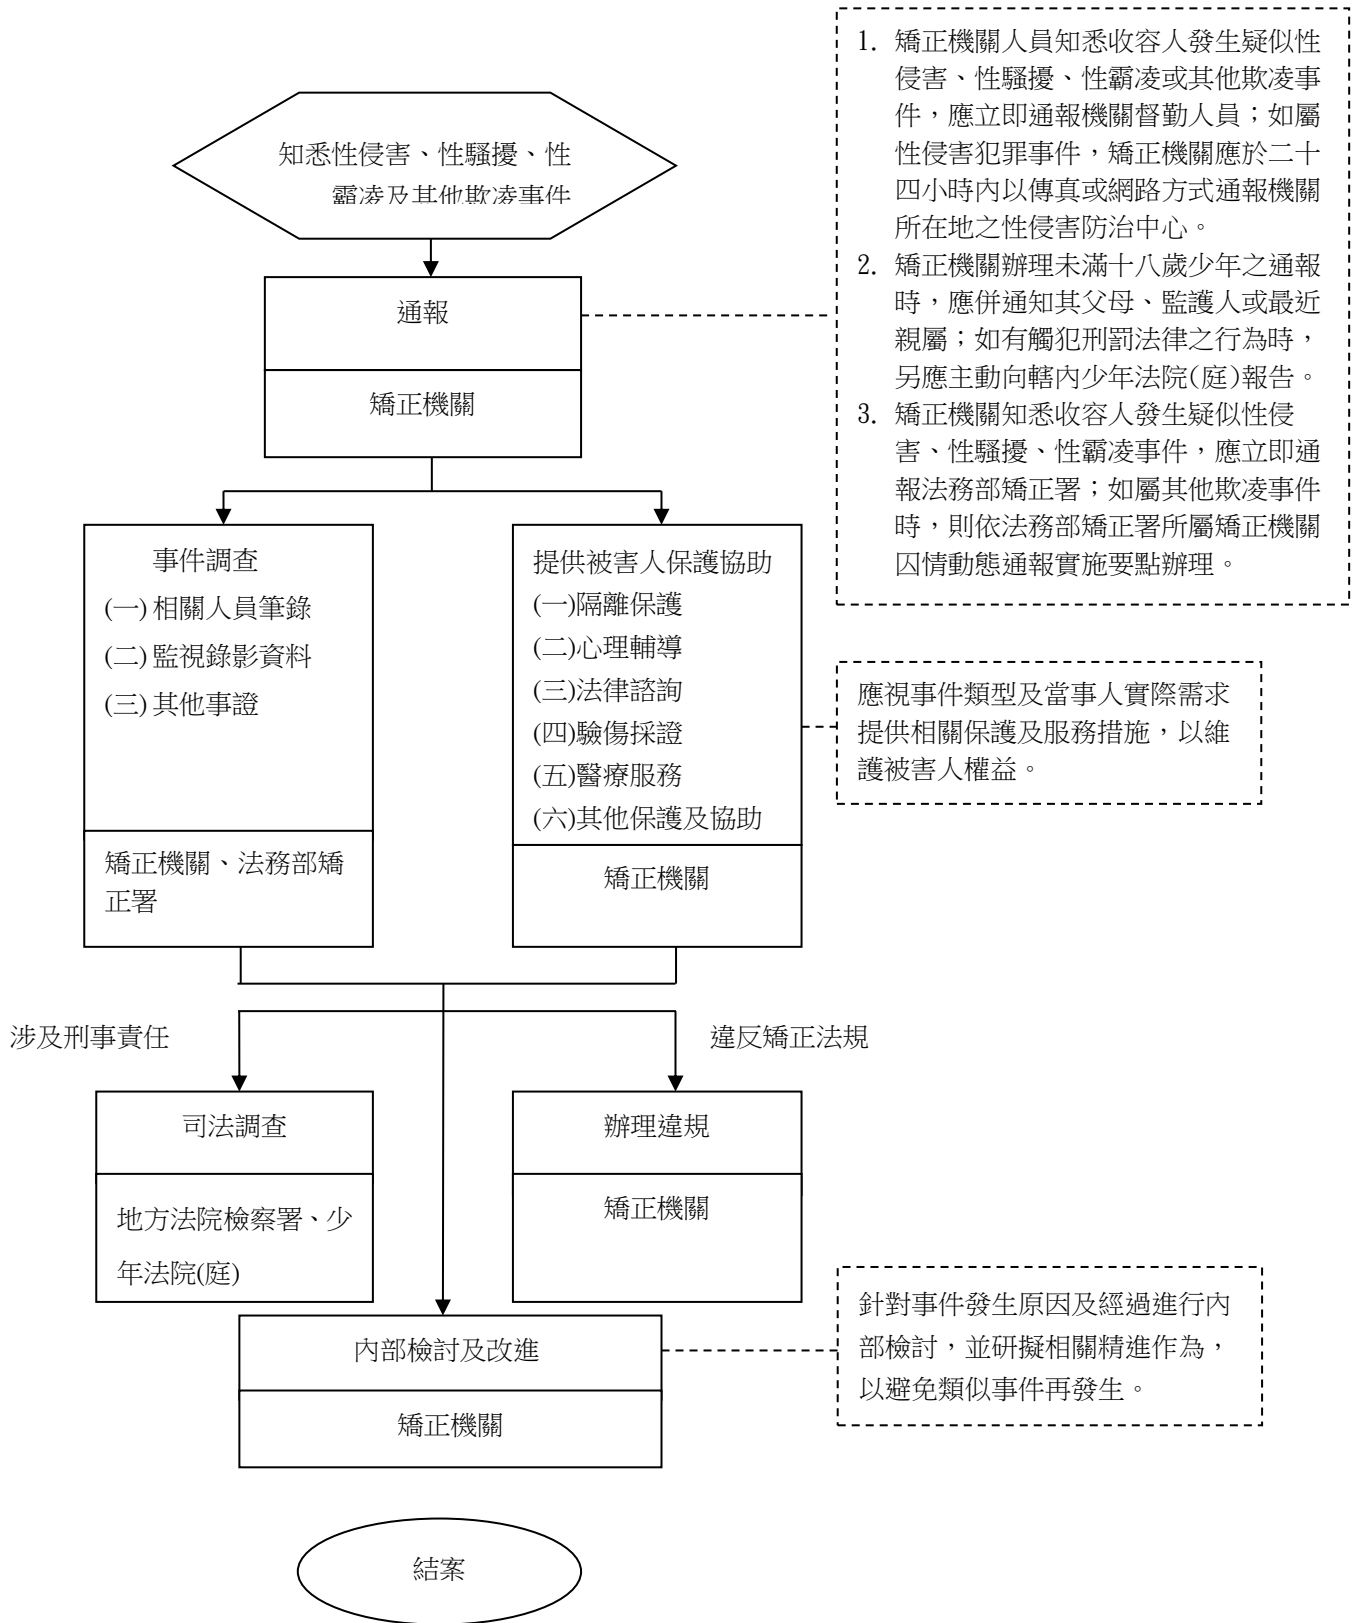 知悉性侵害、性騷擾、性
霸凌及其他欺凌事件
通報
矯正機關
1. 矯正機關人員知悉收容人發生疑似性
侵害、性騷擾、性霸凌或其他欺凌事
件，應立即通報機關督勤人員；如屬
性侵害犯罪事件，矯正機關應於二十
四小時內以傳真或網路方式通報機關
所在地之性侵害防治中心。
2. 矯正機關辦理未滿十八歲少年之通報
時，應併通知其父母、監護人或最近
親屬；如有觸犯刑罰法律之行為時，
另應主動向轄內少年法院(庭)報告。
3. 矯正機關知悉收容人發生疑似性侵
害、性騷擾、性霸凌事件，應立即通
報法務部矯正署；如屬其他欺凌事件
時，則依法務部矯正署所屬矯正機關
囚情動態通報實施要點辦理。
事件調查
(一)相關人員筆錄
(二)監視錄影資料
(三)其他事證
矯正機關、法務部矯
正署
提供被害人保護協助
(一)隔離保護
(二)心理輔導
(三)法律諮詢
(四)驗傷採證
(五)醫療服務
(六)其他保護及協助
矯正機關
應視事件類型及當事人實際需求
提供相關保護及服務措施，以維
護被害人權益。
涉及刑事責任
違反矯正法規
司法調查
地方法院檢察署、少
年法院(庭)
辦理違規
矯正機關
內部檢討及改進
矯正機關
針對事件發生原因及經過進行內
部檢討，並研擬相關精進作為，
以避免類似事件再發生。
結案